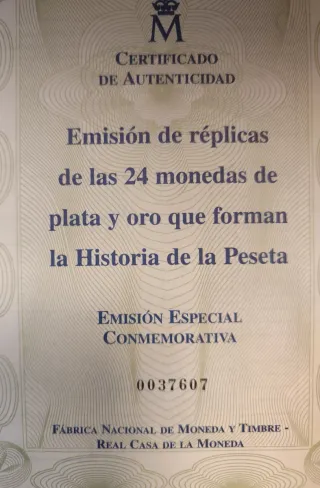 M
CERTIFICADO
DE AUTENTICIDAD
Emisión de réplicas
de las 24 monedas de
plata y oro que forman
la Historia de la Peseta
EMISIÓN ESPECIAL
CONMEMORATIVA
0037607
FÁBRICA NACIONAL DE MONEDA Y TIMBRE -
REAL CASA DE LA MONEDA